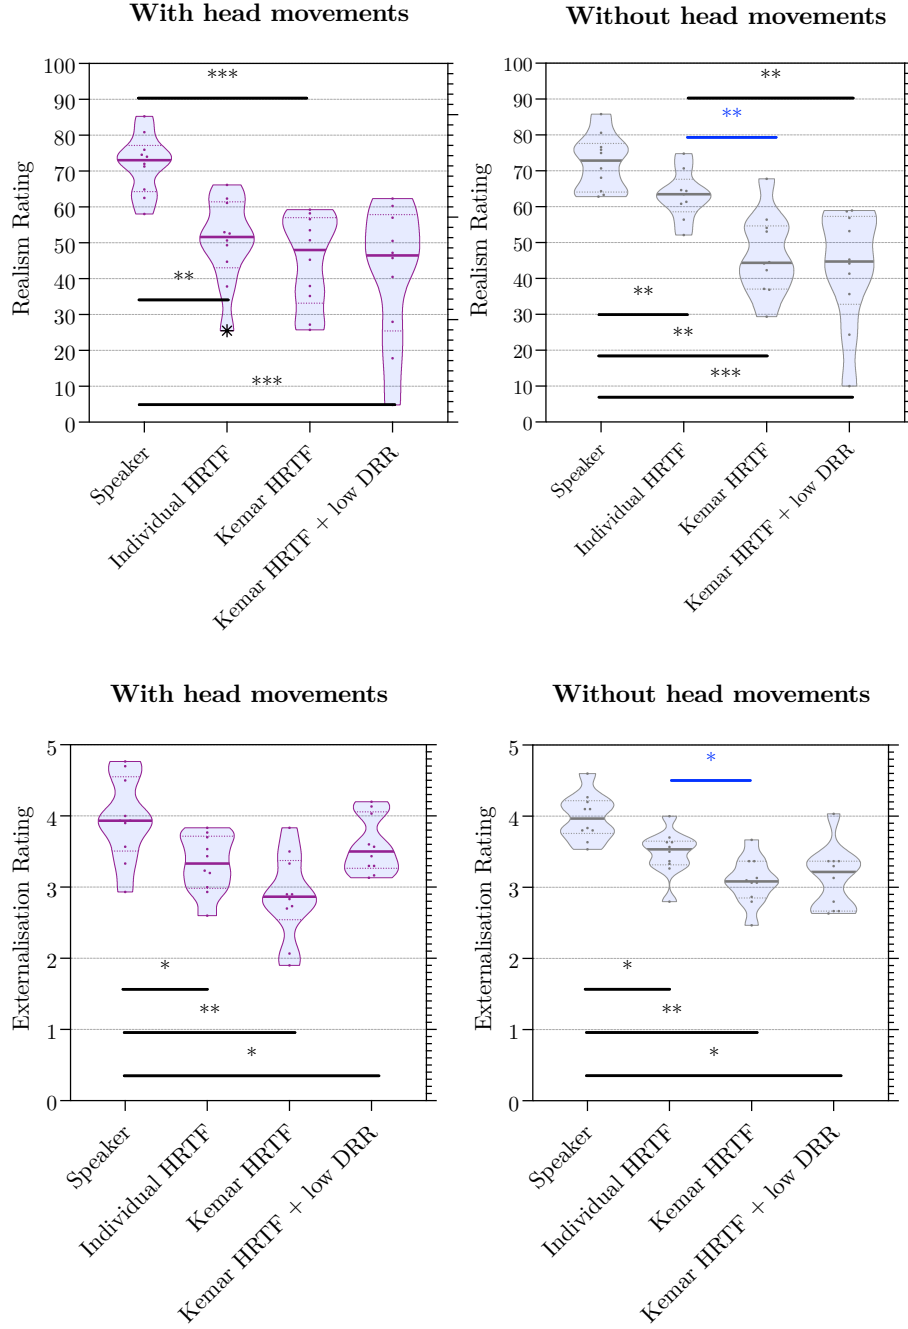 With head movements
Without head movements
Realism Rating
100
90
80
70
60
50
40
30
20
10
0
***
**
***
Speaker
Individual HRTF
Kemar HRTF
Kemar HRTF + low DRR
Realism Rating
100
90
80
70
60
50
40
30
20
10
0
**
**
**
**
***
Speaker
Individual HRTF
Kemar HRTF
Kemar HRTF + low DRR
With head movements
Without head movements
Externalisation Rating
5
4
3
2
1
0
*
**
*
Speaker
Individual HRTF
Kemar HRTF
Kemar HRTF + low DRR
Externalisation Rating
5
4
3
2
1
0
*
*
**
*
Speaker
Individual HRTF
Kemar HRTF
Kemar HRTF + low DRR